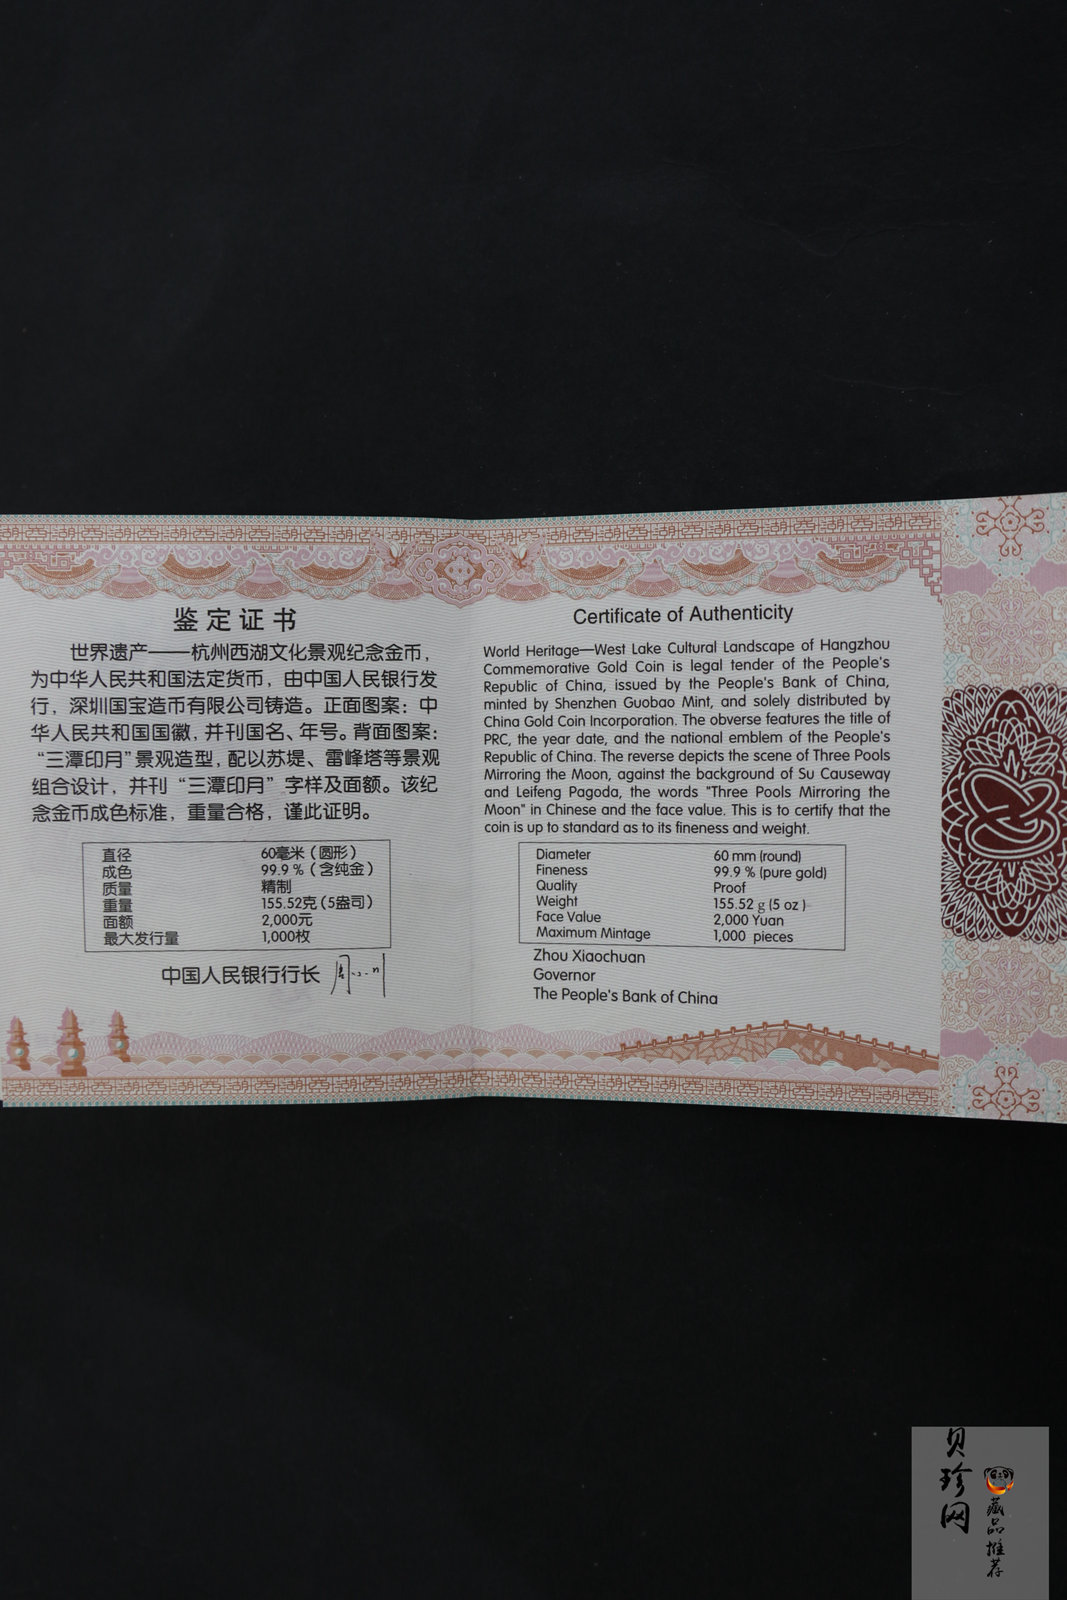 鉴定证书
世界遗产——杭州西湖文化景观纪念金币，
为中华人民共和国法定货币，由中国人民银行发
行，深圳国宝造币有限公司铸造。正面图案：中
华人民共和国国徽，并刊国名、年号。背面图案：
“三潭印月”景观造型，配以苏堤、雷峰塔等景观
组合设计，并刊“三潭印月”字样及面额。该纪
念金币成色标准，重量合格，谨此证明。
直径 60毫米（圆形）
成色 99.9％（含纯金）
质量 精制
重量 155.52克（5盎司）
面额 2,000元
最大发行量 1,000枚
中国人民银行行长 周小川
Certificate of Authenticity
World Heritage—West Lake Cultural Landscape of Hangzhou
Commemorative Gold Coin is legal tender of the People's
Republic of China, issued by the People's Bank of China,
minted by Shenzhen Guobao Mint, and solely distributed by
China Gold Coin Incorporation. The obverse features the title of
PRC, the year date, and the national emblem of the People's
Republic of China. The reverse depicts the scene of Three Pools
Mirroring the Moon, against the background of Su Causeway
and Leifeng Pagoda, the words "Three Pools Mirroring the
Moon" in Chinese and the face value. This is to certify that the
coin is up to standard as to its fineness and weight.
Diameter 60 mm (round)
Fineness 99.9 % (pure gold)
Quality Proof
Weight 155.52 g (5 oz )
Face Value 2,000 Yuan
Maximum Mintage 1,000 pieces
Zhou Xiaochuan
Governor
The People's Bank of China
贝珍网
藏品推荐